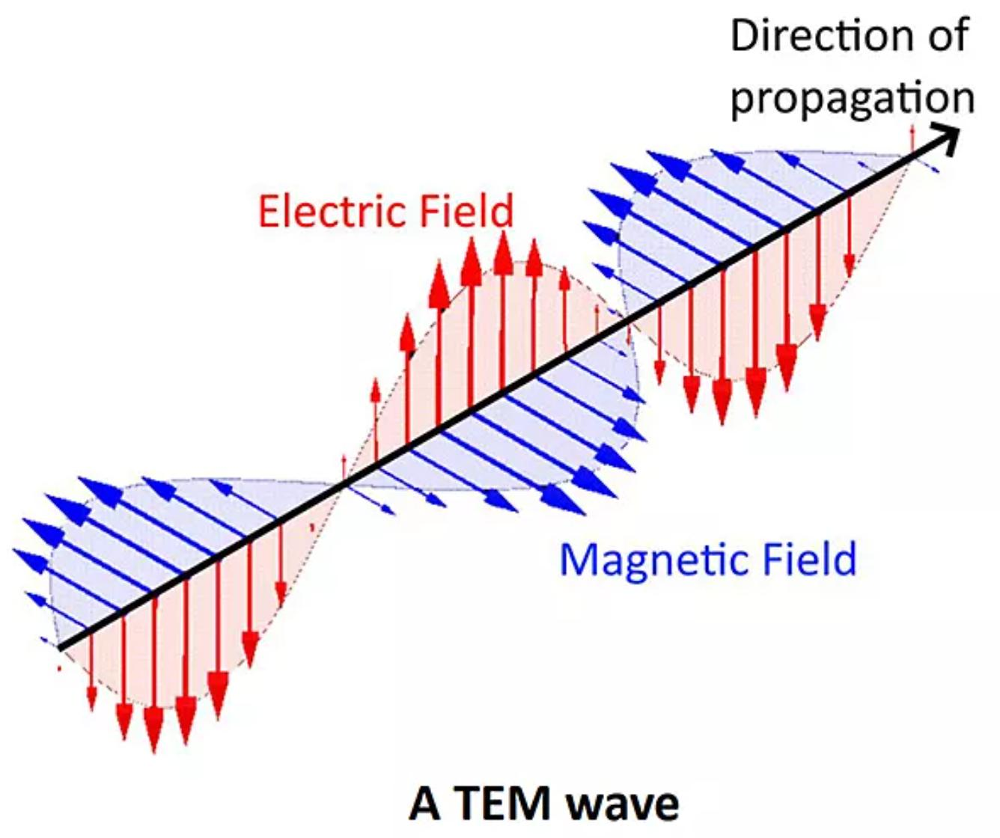 Direction of
propagation
Electric Field
Magnetic Field
A TEM wave